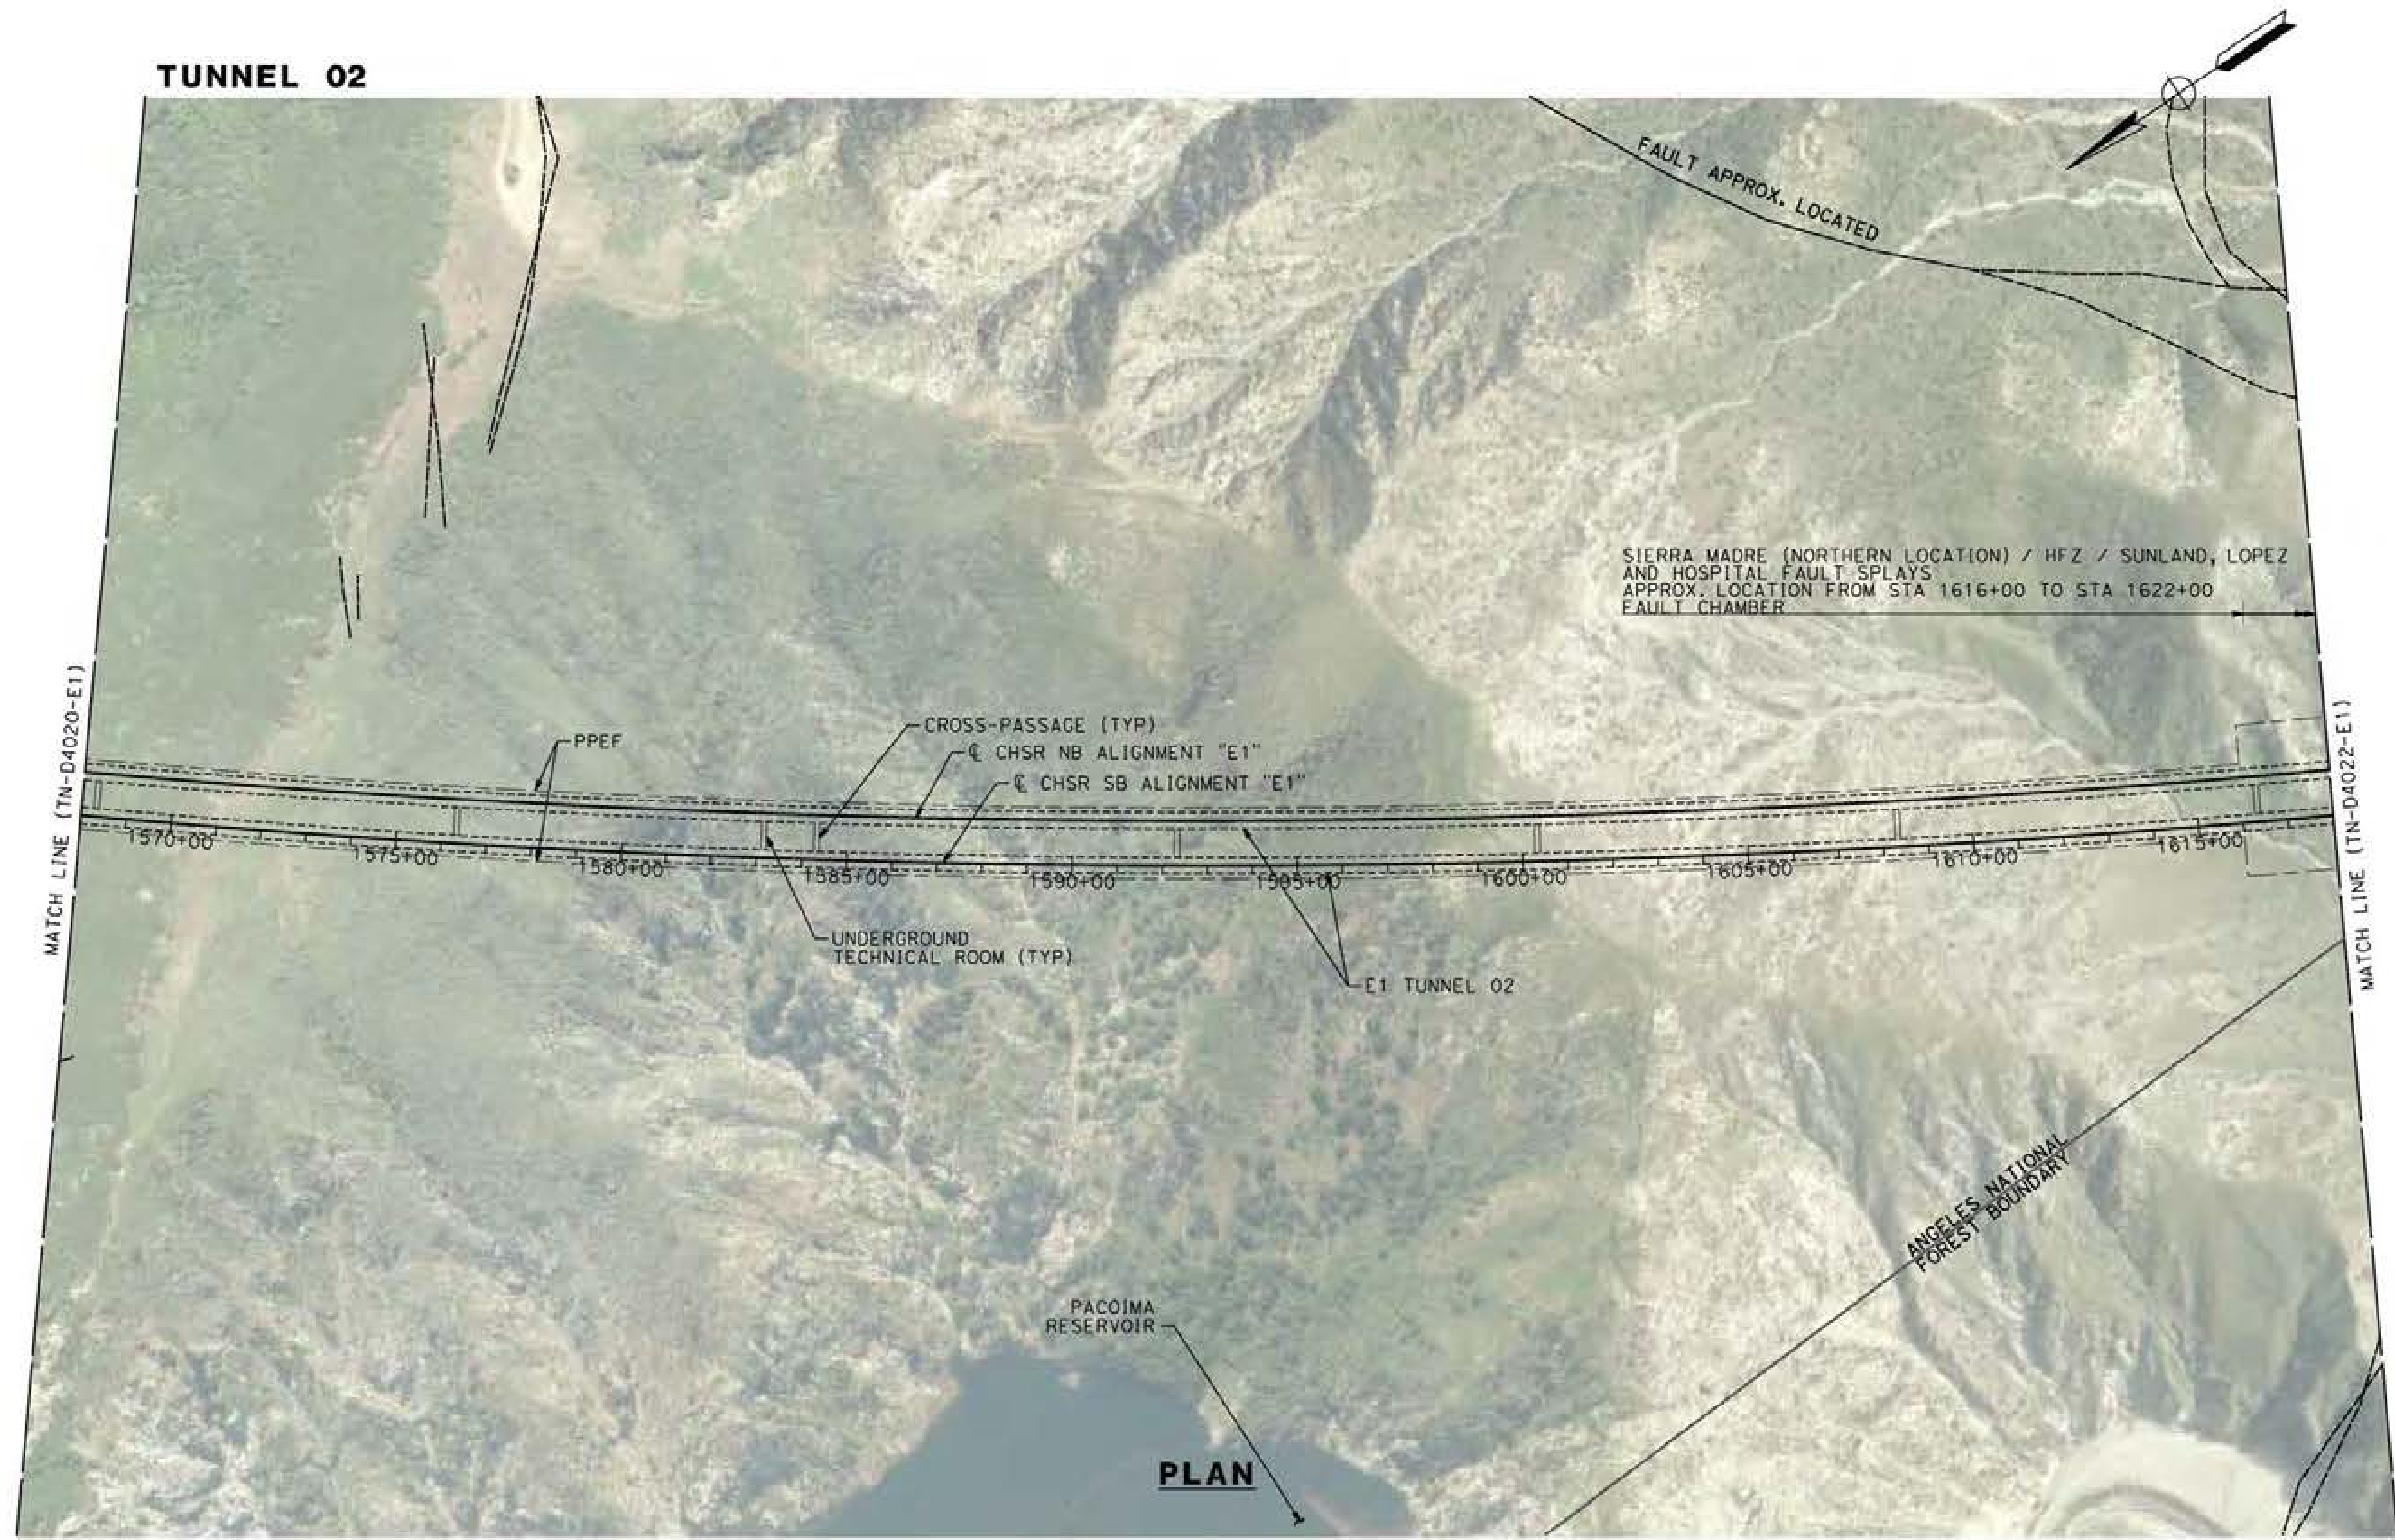 TUNNEL 02
FAULT APPROX. LOCATED
SIERRA MADRE (NORTHERN LOCATION) / HFZ / SUNLAND, LOPEZ
AND HOSPITAL FAULT SPLAYS
APPROX. LOCATION FROM STA 1616+00 TO STA 1622+00
FAULT CHAMBER
MATCH LINE (TN-D4020-E1)
PPEF
CROSS-PASSAGE (TYP)
℄ CHSR NB ALIGNMENT "E1"
℄ CHSR SB ALIGNMENT "E1"
MATCH LINE (TN-D4022-E1)
1570+00
1575+00
1580+00
1585+00
1590+00
1595+00
1600+00
1605+00
1610+00
1615+00
UNDERGROUND
TECHNICAL ROOM (TYP)
E1 TUNNEL 02
ANGELES NATIONAL
FOREST BOUNDARY
PACOIMA
RESERVOIR
PLAN